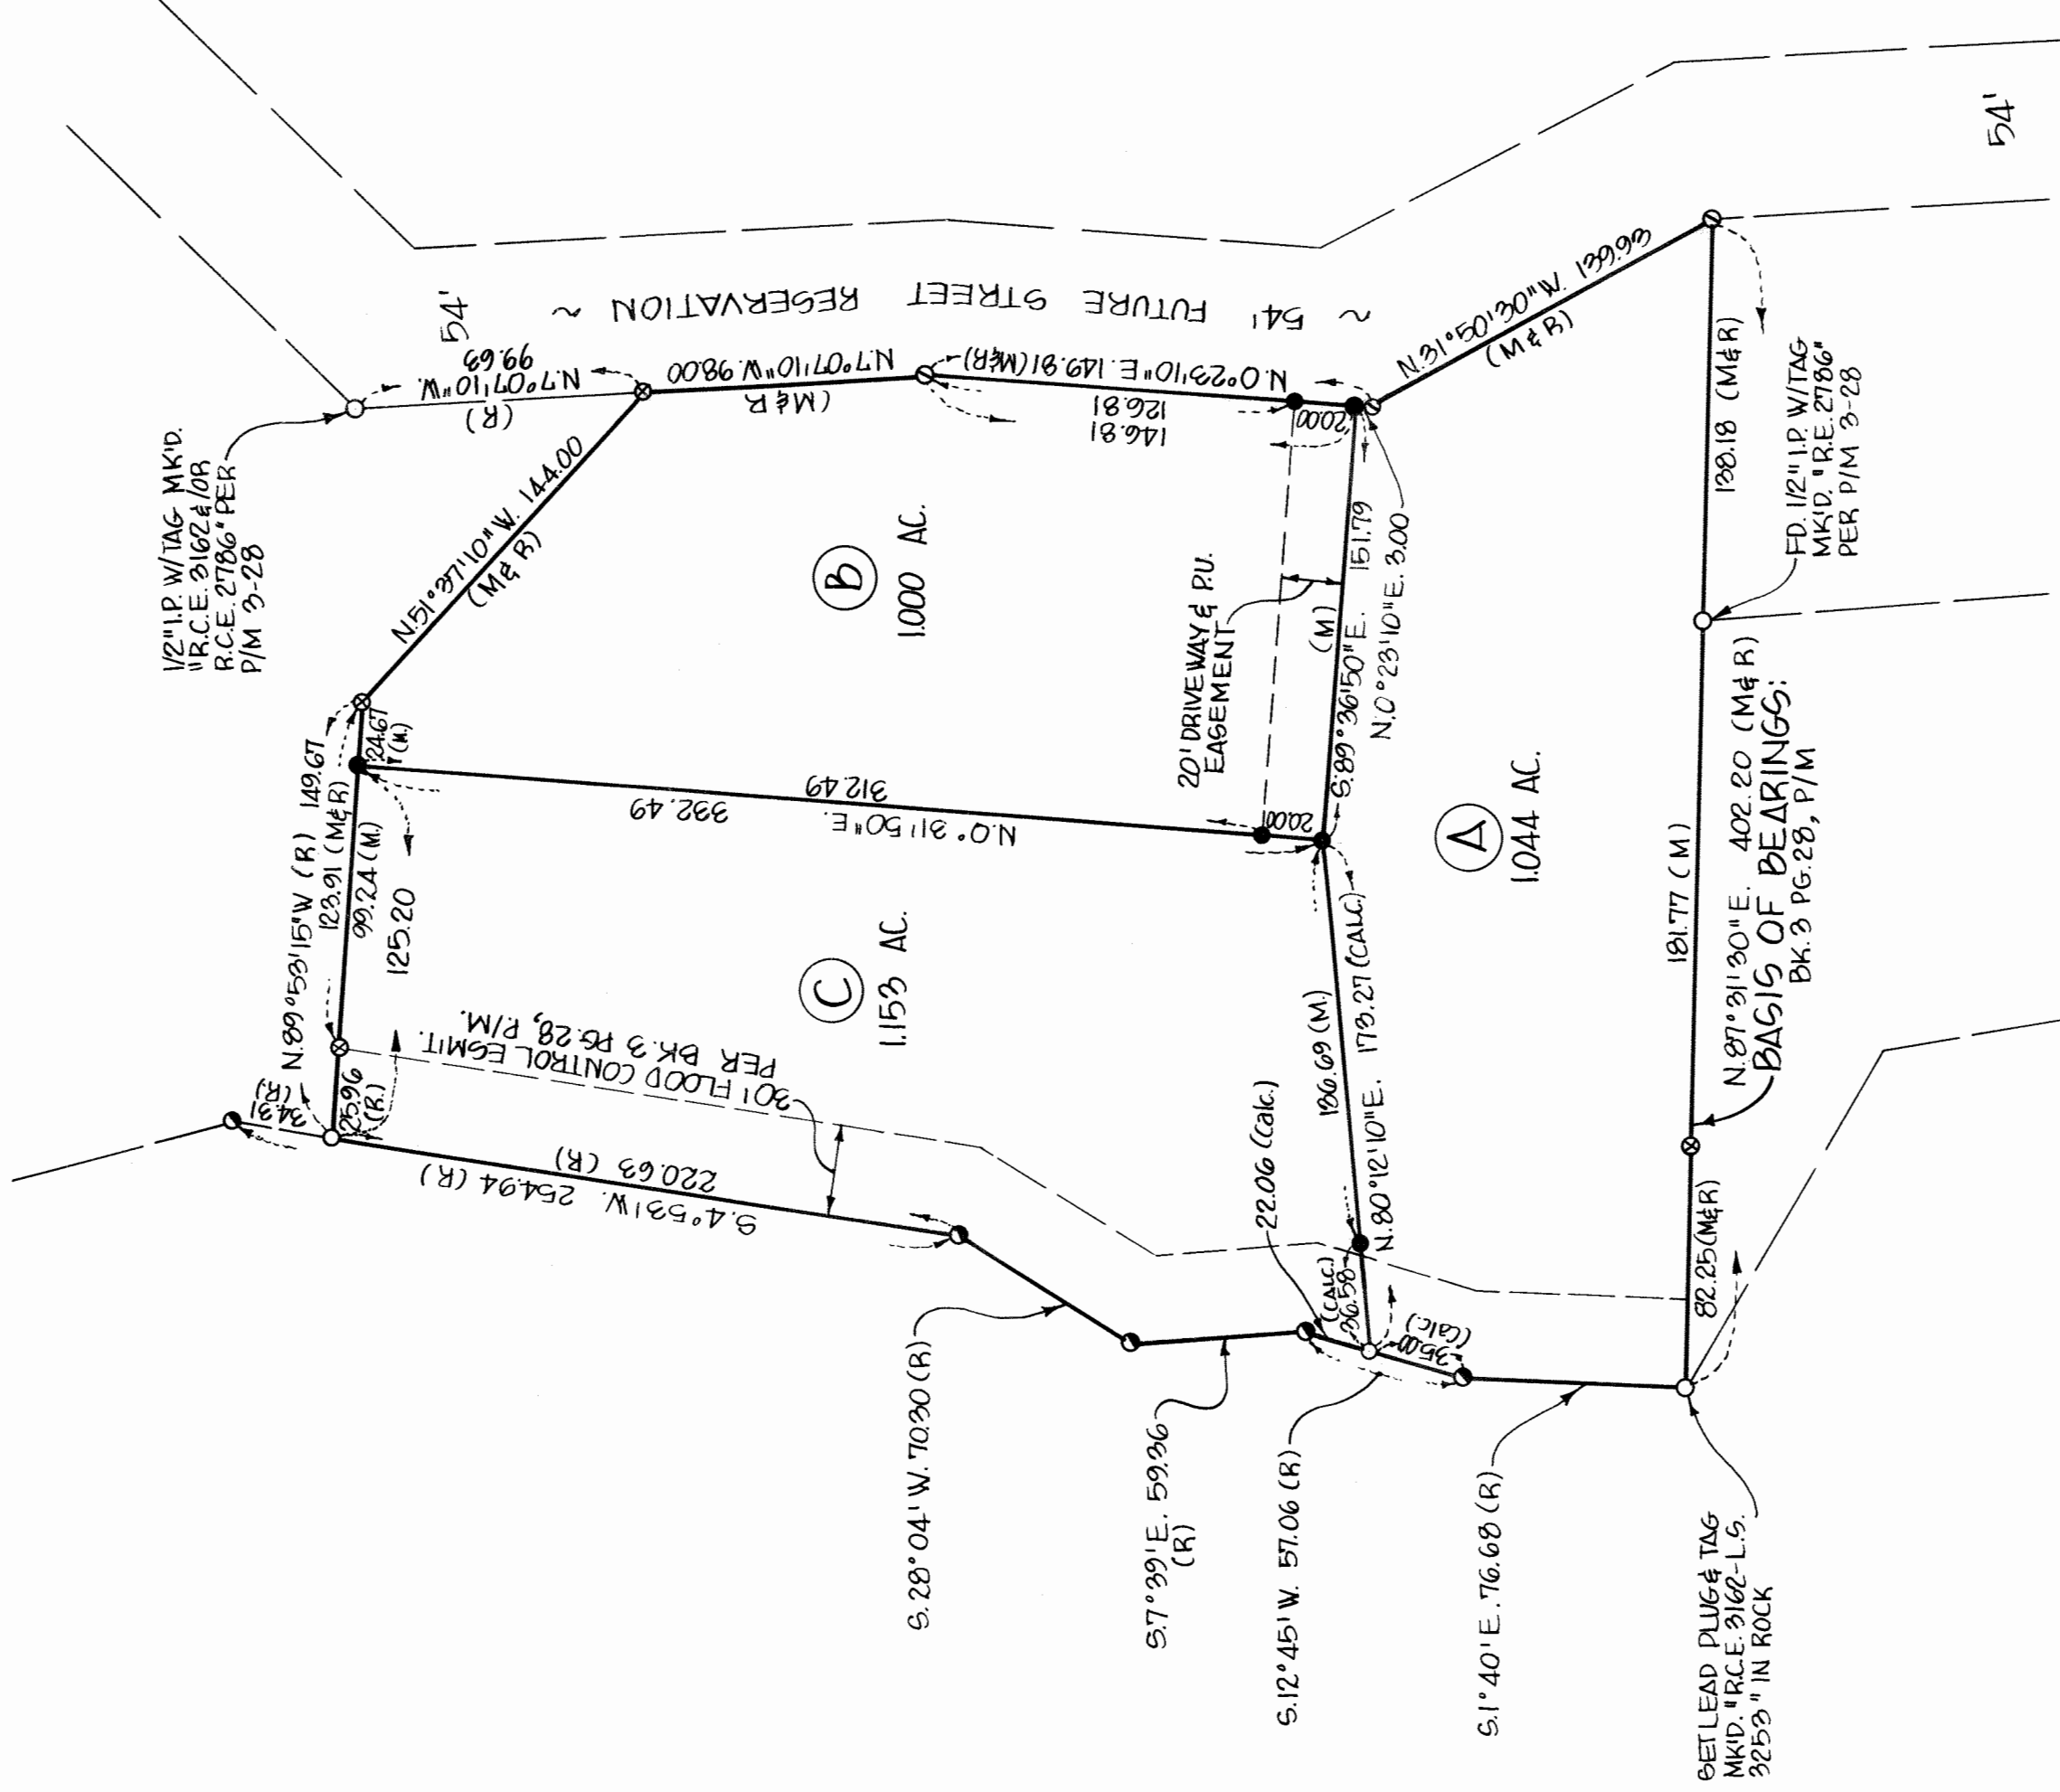 1/2" I.P. W/TAG MK'D.
"R.C.E. 3162 & /OR
R.C.E. 2786" PER
P/M 3-28
54'
N.7°07'10"W.
99.63
(R)
N.7°07'10"W. 98.00
(M&R
~ 54' FUTURE STREET RESERVATION ~
N.0°23'10"E. 149.81 (M&R)
126.81
146.81
20.00
N.31°50'30"W.
(M & R)
54'
N.51°37'10"W. 144.00
(M & R)
B
1.000 AC.
20' DRIVEWAY & P.U.
EASEMENT
(M)
S.89°36'50"E. 151.79
N.0°23'10"E. 3.00
138.18 (M&R)
FD. 1/2" I.P. W/TAG
MK'D. "R.E. 2786"
PER P/M 3-28
N.89°53'15"W (R) 149.67
123.91 (M&R)
99.24 (M.)
24.67
(M.)
125.20
25.96
(R.)
34.31
(R.)
N.0°31'50"E.
312.49
332.49
20.00
C
1.153 AC.
30' FLOOD CONTROL ESM'T.
PER BK. 3 PG. 28, P/M.
220.63 (R)
S.4°53'W. 254.94 (R)
A
1.044 AC.
181.77 (M)
N.87°31'30"E. 402.20 (M & R)
BASIS OF BEARINGS:
BK. 3 PG. 28, P/M
136.69 (M.)
N.80°12'10"E. 173.27 (CALC.)
22.06 (Calc.)
(CALC.)
36.58
35.00
(Calc.)
82.25 (M&R)
S.28°04'W. 70.30 (R)
S.7°39'E. 59.36
(R)
S.12°45'W. 57.06 (R)
S.1°40'E. 76.68 (R)
SET LEAD PLUG & TAG
MK'D. "R.C.E. 3162-L.S.
3253" IN ROCK